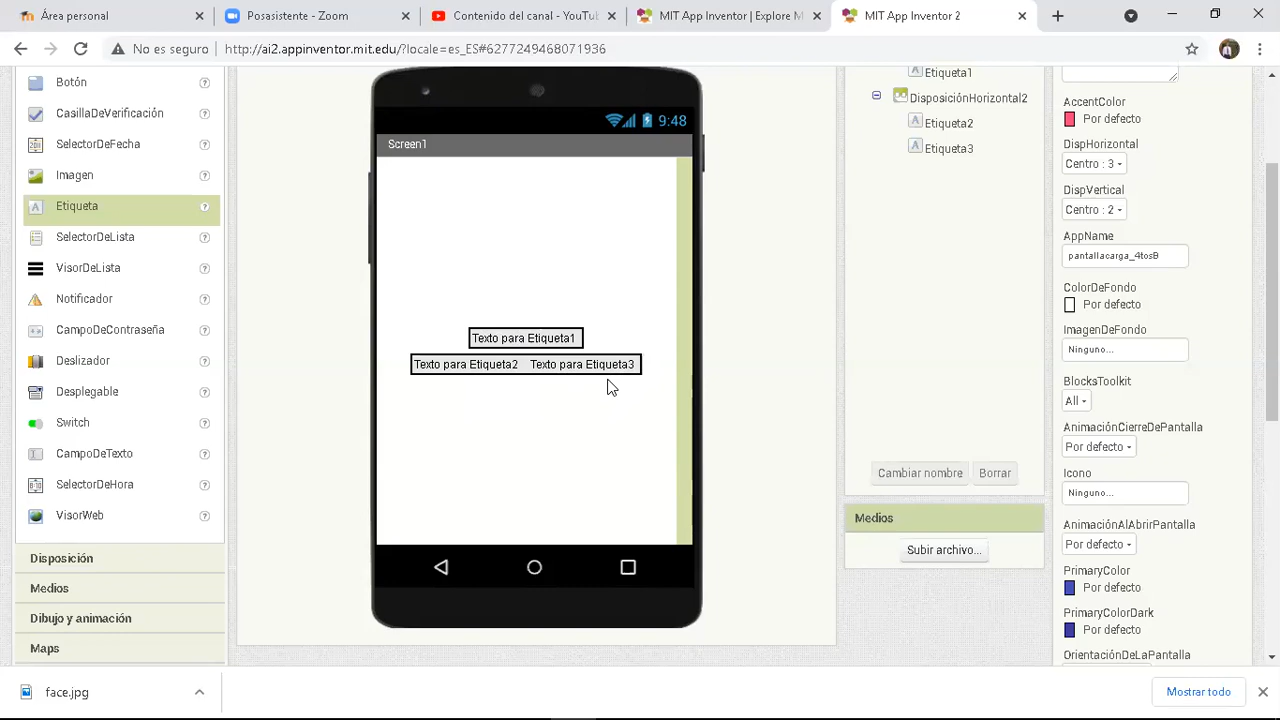 Área personal
Posasistente - Zoom
Contenido del canal - YouTu
MIT App Inventor | Explore M
MIT App Inventor 2
No es seguro
http://ai2.appinventor.mit.edu/?locale=es_ES#6277249468071936
Botón
CasillaDeVerificación
SelectorDeFecha
Imagen
Etiqueta
SelectorDeLista
VisorDeLista
Notificador
CampoDeContraseña
Deslizador
Desplegable
Switch
CampoDeTexto
SelectorDeHora
VisorWeb
Disposición
Medios
Dibujo y animación
Maps
9:48
Screen1
Texto para Etiqueta1
Texto para Etiqueta2 Texto para Etiqueta3
Etiqueta1
DisposiciónHorizontal2
Etiqueta2
Etiqueta3
Cambiar nombre Borrar
Medios
Subir archivo...
AccentColor
Por defecto
DispHorizontal
Centro : 3
DispVertical
Centro : 2
AppName
pantallacarga_4tosB
ColorDeFondo
Por defecto
ImagenDeFondo
Ninguno...
BlocksToolkit
All
AnimaciónCierreDePantalla
Por defecto
Icono
Ninguno...
AnimaciónAlAbrirPantalla
Por defecto
PrimaryColor
Por defecto
PrimaryColorDark
Por defecto
OrientaciónDeLaPantalla
face.jpg
Mostrar todo